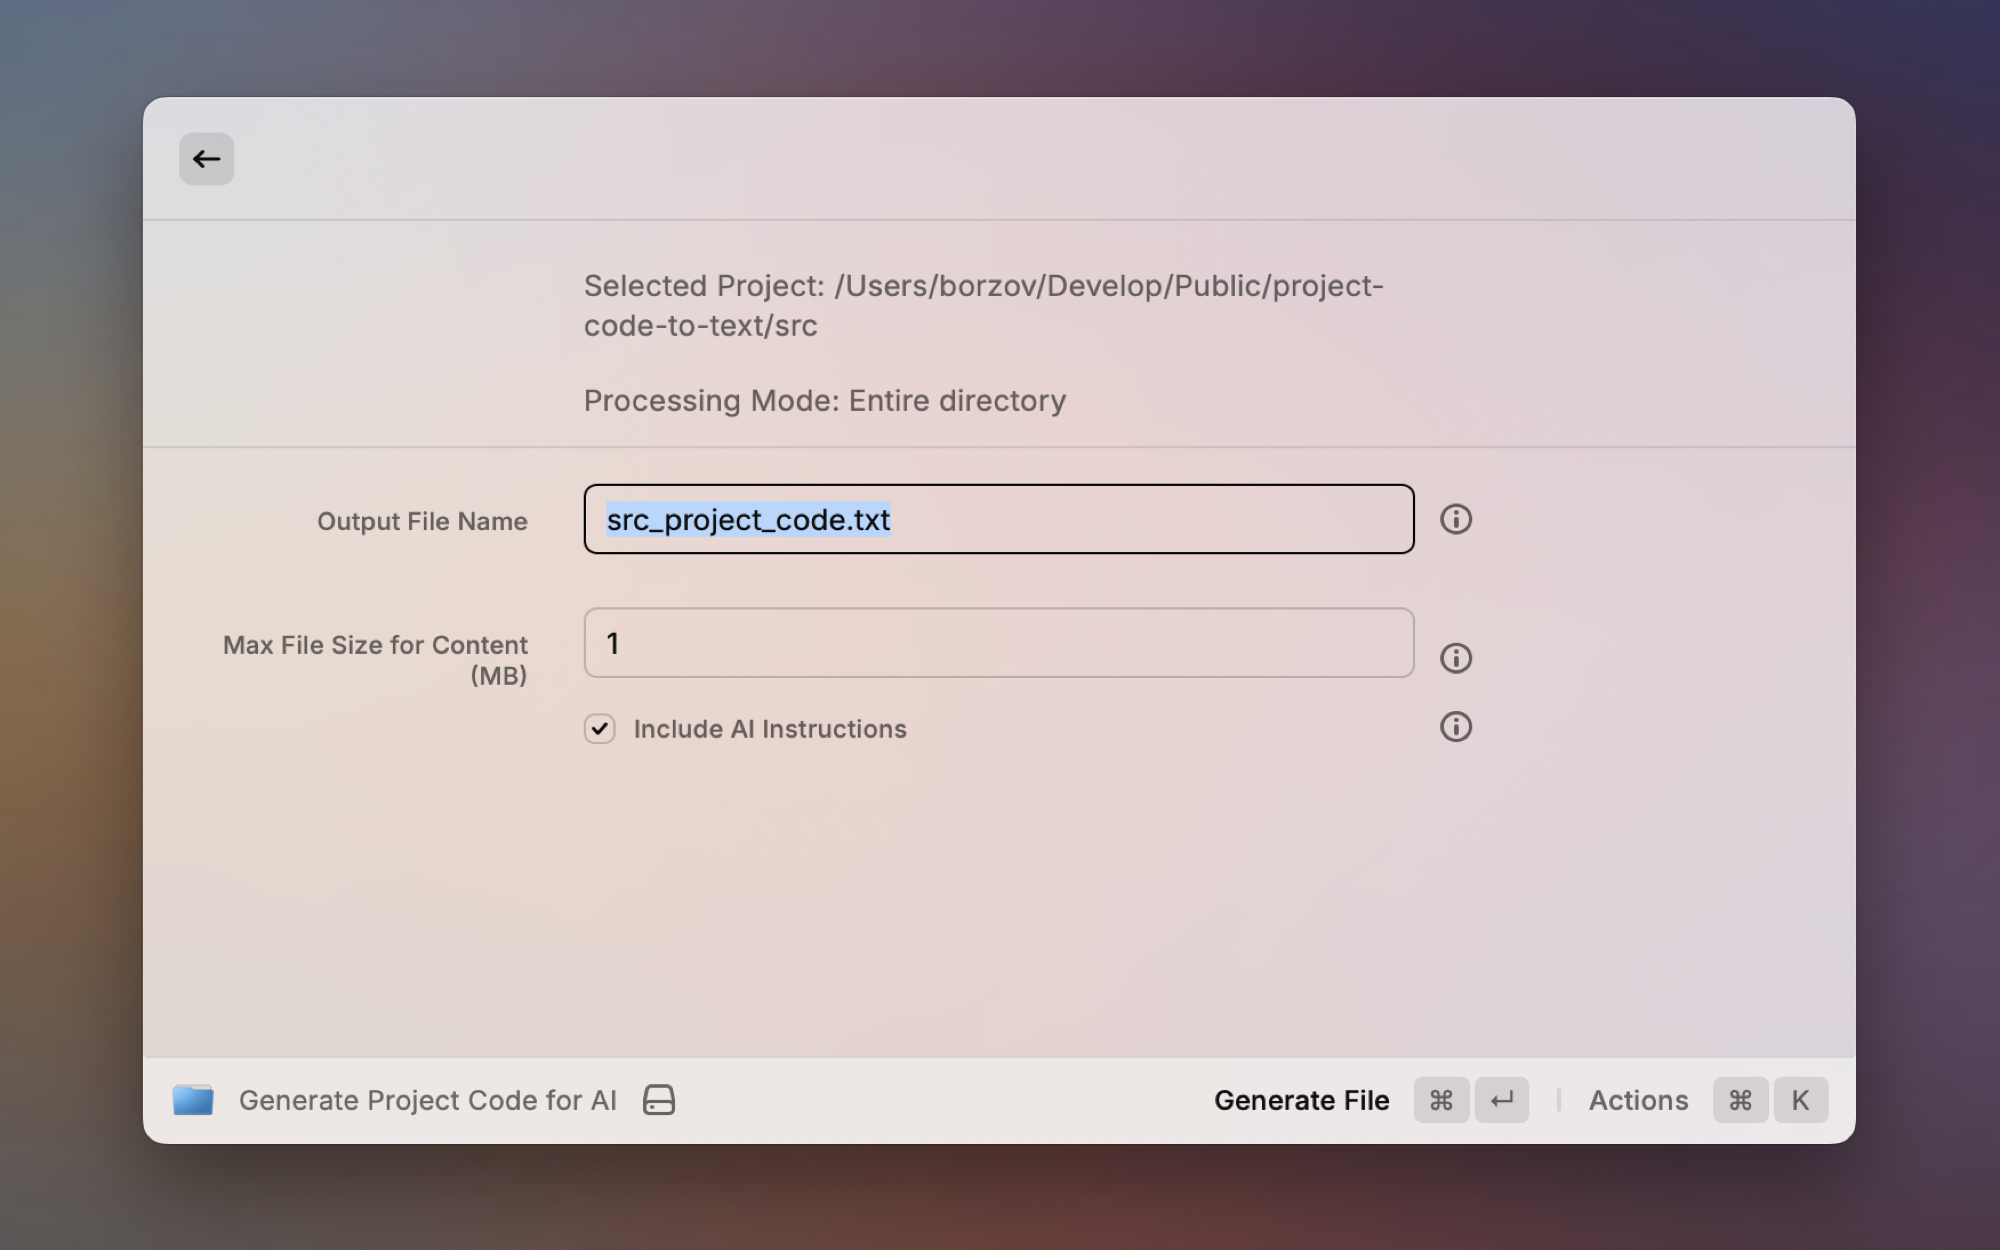 Selected Project: /Users/borzov/Develop/Public/project-
code-to-text/src
Processing Mode: Entire directory
Output File Name
src_project_code.txt
Max File Size for Content
(MB)
1
Include AI Instructions
Generate Project Code for AI
Generate File ⌘ ↵
Actions ⌘ K